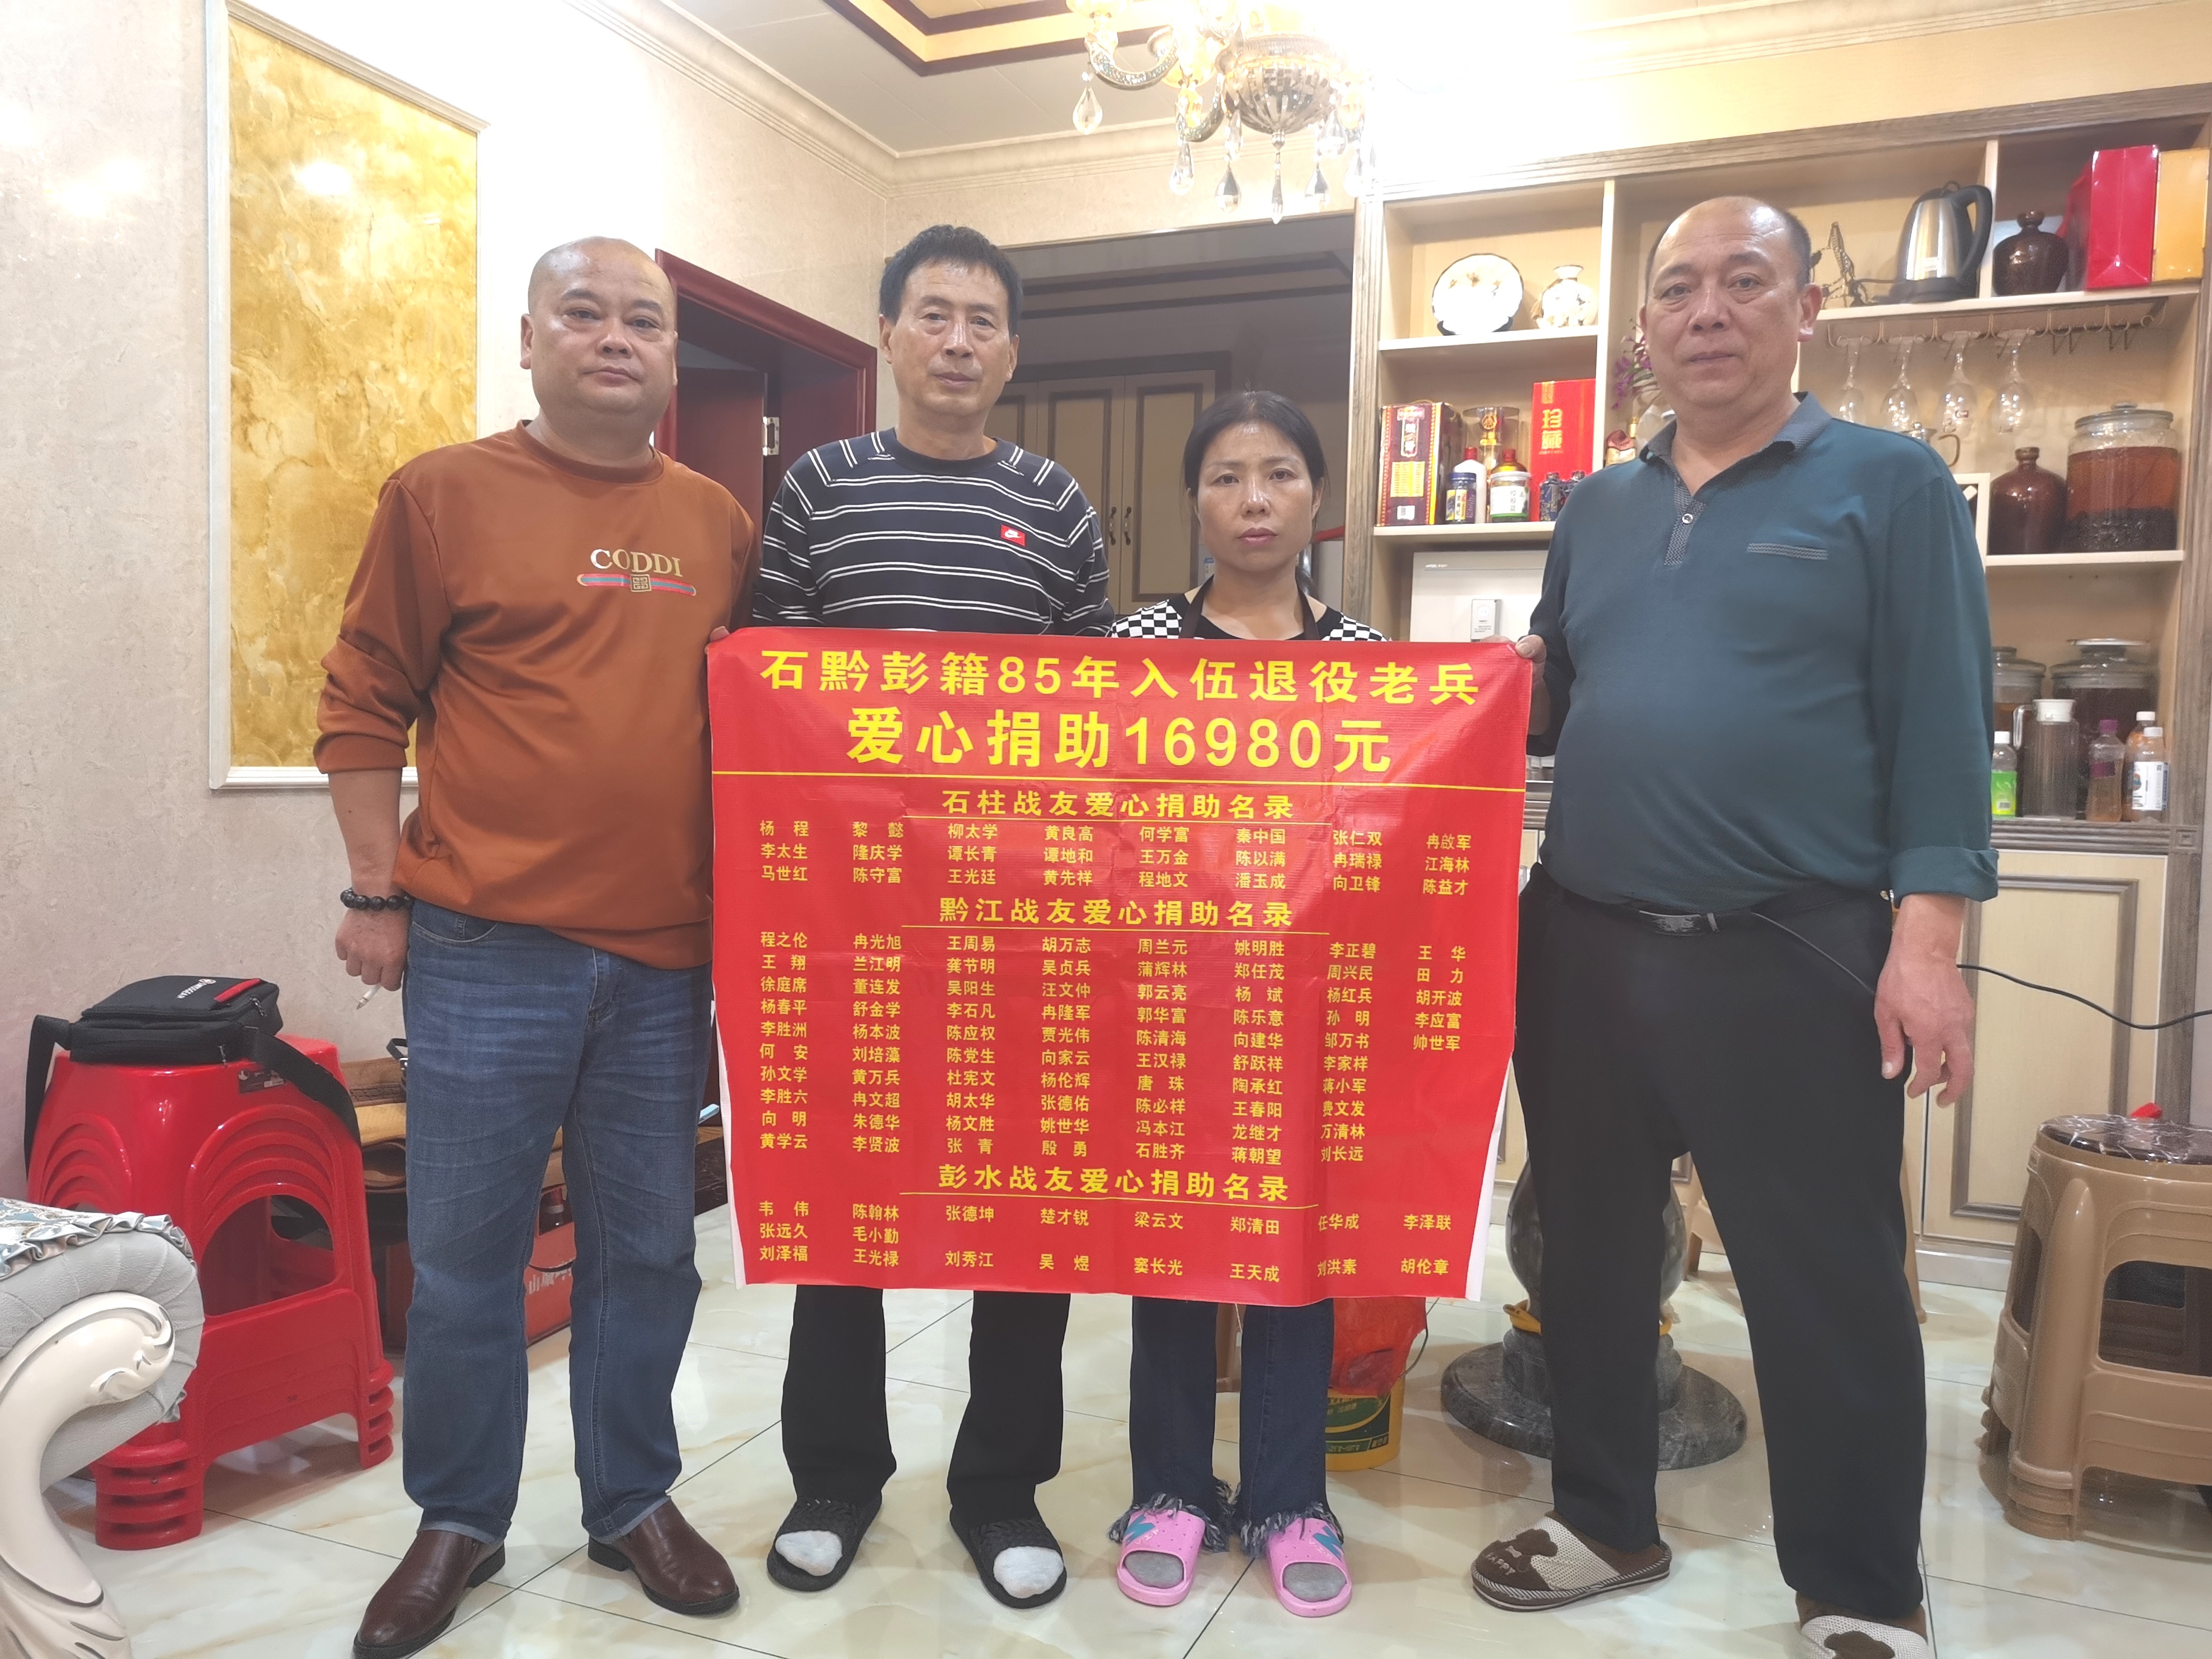 CODDI
珍藏
石黔彭籍85年入伍退役老兵
爱心捐助16980元
石柱战友爱心捐助名录
杨程 黎懿 柳太学 黄良高 何学富 秦中国 张仁双 冉啟军
李太生 隆庆学 谭长青 谭地和 王万金 陈以满 冉瑞禄 江海林
马世红 陈守富 王光廷 黄先祥 程地文 潘玉成 向卫锋 陈益才
黔江战友爱心捐助名录
程之伦 冉光旭 王周易 胡万志 周兰元 姚明胜 李正碧 王华
王翔 兰江明 龚节明 吴贞兵 蒲辉林 郑任茂 周兴民 田力
徐庭席 董连发 吴阳生 汪文仲 郭云亮 杨斌 杨红兵 胡开波
杨春平 舒金学 李石凡 冉隆军 郭华富 陈乐意 孙明 李应富
李胜洲 杨本波 陈应权 贾光伟 陈清海 向建华 邹万书 帅世军
何安 刘培藻 陈党生 向家云 王汉禄 舒跃祥 李家样
孙文学 黄万兵 杜宪文 杨伦辉 唐珠 陶承红 蒋小军
李胜六 冉文超 胡太华 张德佑 陈必样 王春阳 费文发
向明 朱德华 杨文胜 姚世华 冯本江 龙继才 万清林
黄学云 李贤波 张青 殷勇 石胜齐 蒋朝望 刘长远
彭水战友爱心捐助名录
韦伟 陈翰林 张德坤 楚才锐 梁云文 郑清田 任华成 李泽联
张远久 毛小勤
刘泽福 王光禄 刘秀江 吴煜 窦长光 王天成 刘洪素 胡伦章
HAPPY